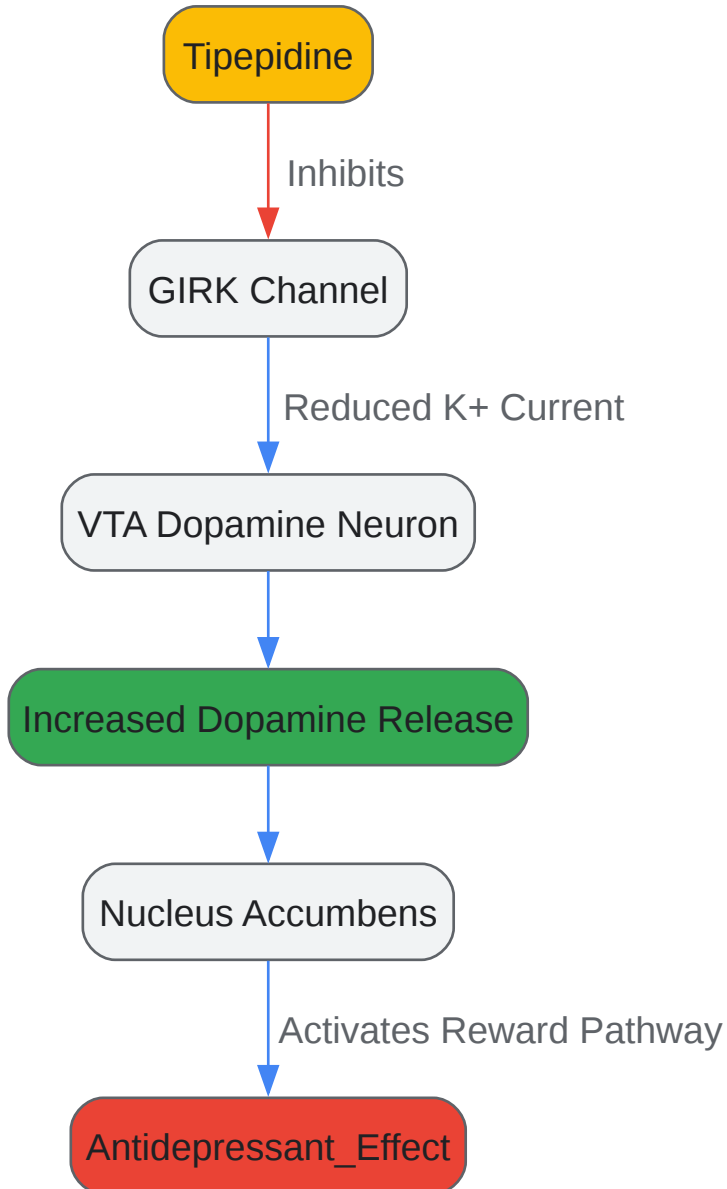 Tipepidine
Inhibits
GIRK Channel
Reduced K+ Current
VTA Dopamine Neuron
Increased Dopamine Release
Nucleus Accumbens
Activates Reward Pathway
Antidepressant_Effect